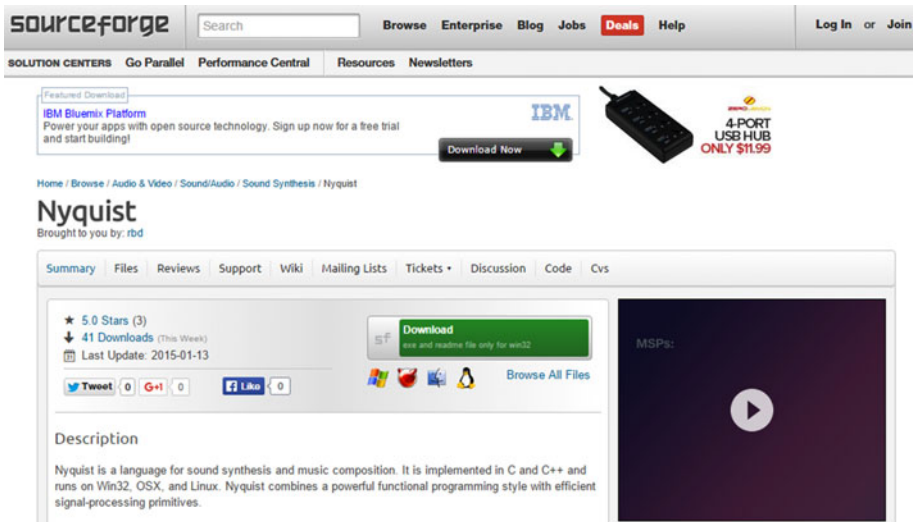 sourceforge
Search
Browse Enterprise Blog Jobs Deals Help
Log In or Join
SOLUTION CENTERS Go Parallel Performance Central Resources Newsletters
Featured Download
IBM Bluemix Platform
Power your apps with open source technology. Sign up now for a free trial
and start building!
IBM.
Download Now
ZEROLEMON
4-PORT
USB HUB
ONLY $11.99
Home / Browse / Audio & Video / Sound/Audio / Sound Synthesis / Nyquist
Nyquist
Brought to you by: rbd
Summary Files Reviews Support Wiki Mailing Lists Tickets Discussion Code Cvs
5.0 Stars (3)
41 Downloads (This Week)
Last Update: 2015-01-13
Tweet 0 G+1 0 Like 0
sf
Download
exe and readme file only for win32
Browse All Files
MSPs:
Description
Nyquist is a language for sound synthesis and music composition. It is implemented in C and C++ and
runs on Win32, OSX, and Linux. Nyquist combines a powerful functional programming style with efficient
signal-processing primitives.